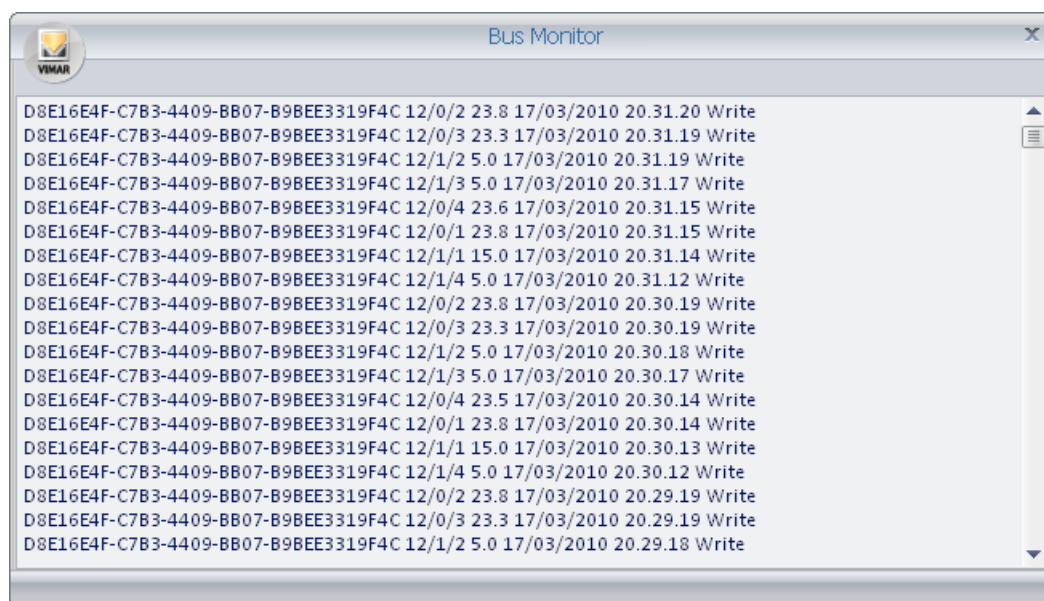 Bus Monitor
VIMAR
D8E16E4F-C7B3-4409-BB07-B9BEE3319F4C 12/0/2 23.8 17/03/2010 20.31.20 Write
D8E16E4F-C7B3-4409-BB07-B9BEE3319F4C 12/0/3 23.3 17/03/2010 20.31.19 Write
D8E16E4F-C7B3-4409-BB07-B9BEE3319F4C 12/1/2 5.0 17/03/2010 20.31.19 Write
D8E16E4F-C7B3-4409-BB07-B9BEE3319F4C 12/1/3 5.0 17/03/2010 20.31.17 Write
D8E16E4F-C7B3-4409-BB07-B9BEE3319F4C 12/0/4 23.6 17/03/2010 20.31.15 Write
D8E16E4F-C7B3-4409-BB07-B9BEE3319F4C 12/0/1 23.8 17/03/2010 20.31.15 Write
D8E16E4F-C7B3-4409-BB07-B9BEE3319F4C 12/1/1 15.0 17/03/2010 20.31.14 Write
D8E16E4F-C7B3-4409-BB07-B9BEE3319F4C 12/1/4 5.0 17/03/2010 20.31.12 Write
D8E16E4F-C7B3-4409-BB07-B9BEE3319F4C 12/0/2 23.8 17/03/2010 20.30.19 Write
D8E16E4F-C7B3-4409-BB07-B9BEE3319F4C 12/0/3 23.3 17/03/2010 20.30.19 Write
D8E16E4F-C7B3-4409-BB07-B9BEE3319F4C 12/1/2 5.0 17/03/2010 20.30.18 Write
D8E16E4F-C7B3-4409-BB07-B9BEE3319F4C 12/1/3 5.0 17/03/2010 20.30.17 Write
D8E16E4F-C7B3-4409-BB07-B9BEE3319F4C 12/0/4 23.5 17/03/2010 20.30.14 Write
D8E16E4F-C7B3-4409-BB07-B9BEE3319F4C 12/0/1 23.8 17/03/2010 20.30.14 Write
D8E16E4F-C7B3-4409-BB07-B9BEE3319F4C 12/1/1 15.0 17/03/2010 20.30.13 Write
D8E16E4F-C7B3-4409-BB07-B9BEE3319F4C 12/1/4 5.0 17/03/2010 20.30.12 Write
D8E16E4F-C7B3-4409-BB07-B9BEE3319F4C 12/0/2 23.8 17/03/2010 20.29.19 Write
D8E16E4F-C7B3-4409-BB07-B9BEE3319F4C 12/0/3 23.3 17/03/2010 20.29.19 Write
D8E16E4F-C7B3-4409-BB07-B9BEE3319F4C 12/1/2 5.0 17/03/2010 20.29.18 Write